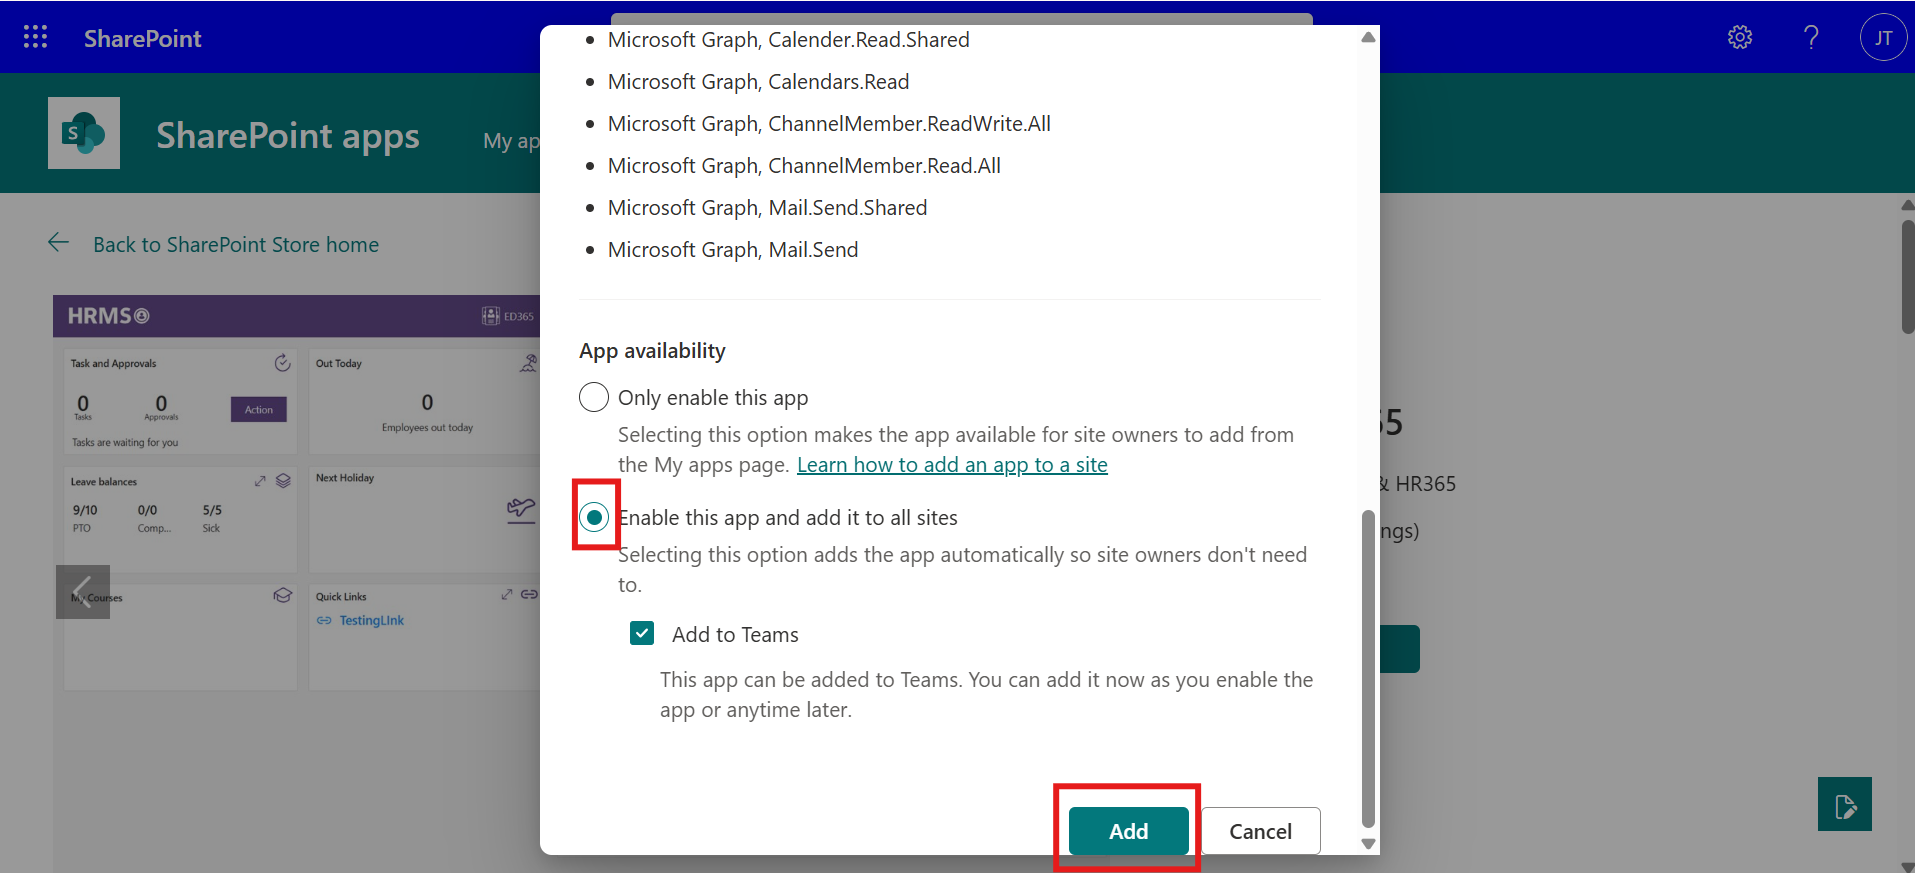 SharePoint
JT
S
SharePoint apps
My ap
Back to SharePoint Store home
HRMS
ED365
Task and Approvals
0
Tasks
0
Approvals
Action
Tasks are waiting for you
Out Today
0
Employees out today
Leave balances
9/10
PTO
0/0
Comp...
5/5
Sick
Next Holiday
My Courses
Quick Links
TestingLInk
• Microsoft Graph, Calender.Read.Shared
• Microsoft Graph, Calendars.Read
• Microsoft Graph, ChannelMember.ReadWrite.All
• Microsoft Graph, ChannelMember.Read.All
• Microsoft Graph, Mail.Send.Shared
• Microsoft Graph, Mail.Send
App availability
Only enable this app
Selecting this option makes the app available for site owners to add from
the My apps page. Learn how to add an app to a site
Enable this app and add it to all sites
Selecting this option adds the app automatically so site owners don't need
to.
Add to Teams
This app can be added to Teams. You can add it now as you enable the
app or anytime later.
Add
Cancel
65
& HR365
ngs)